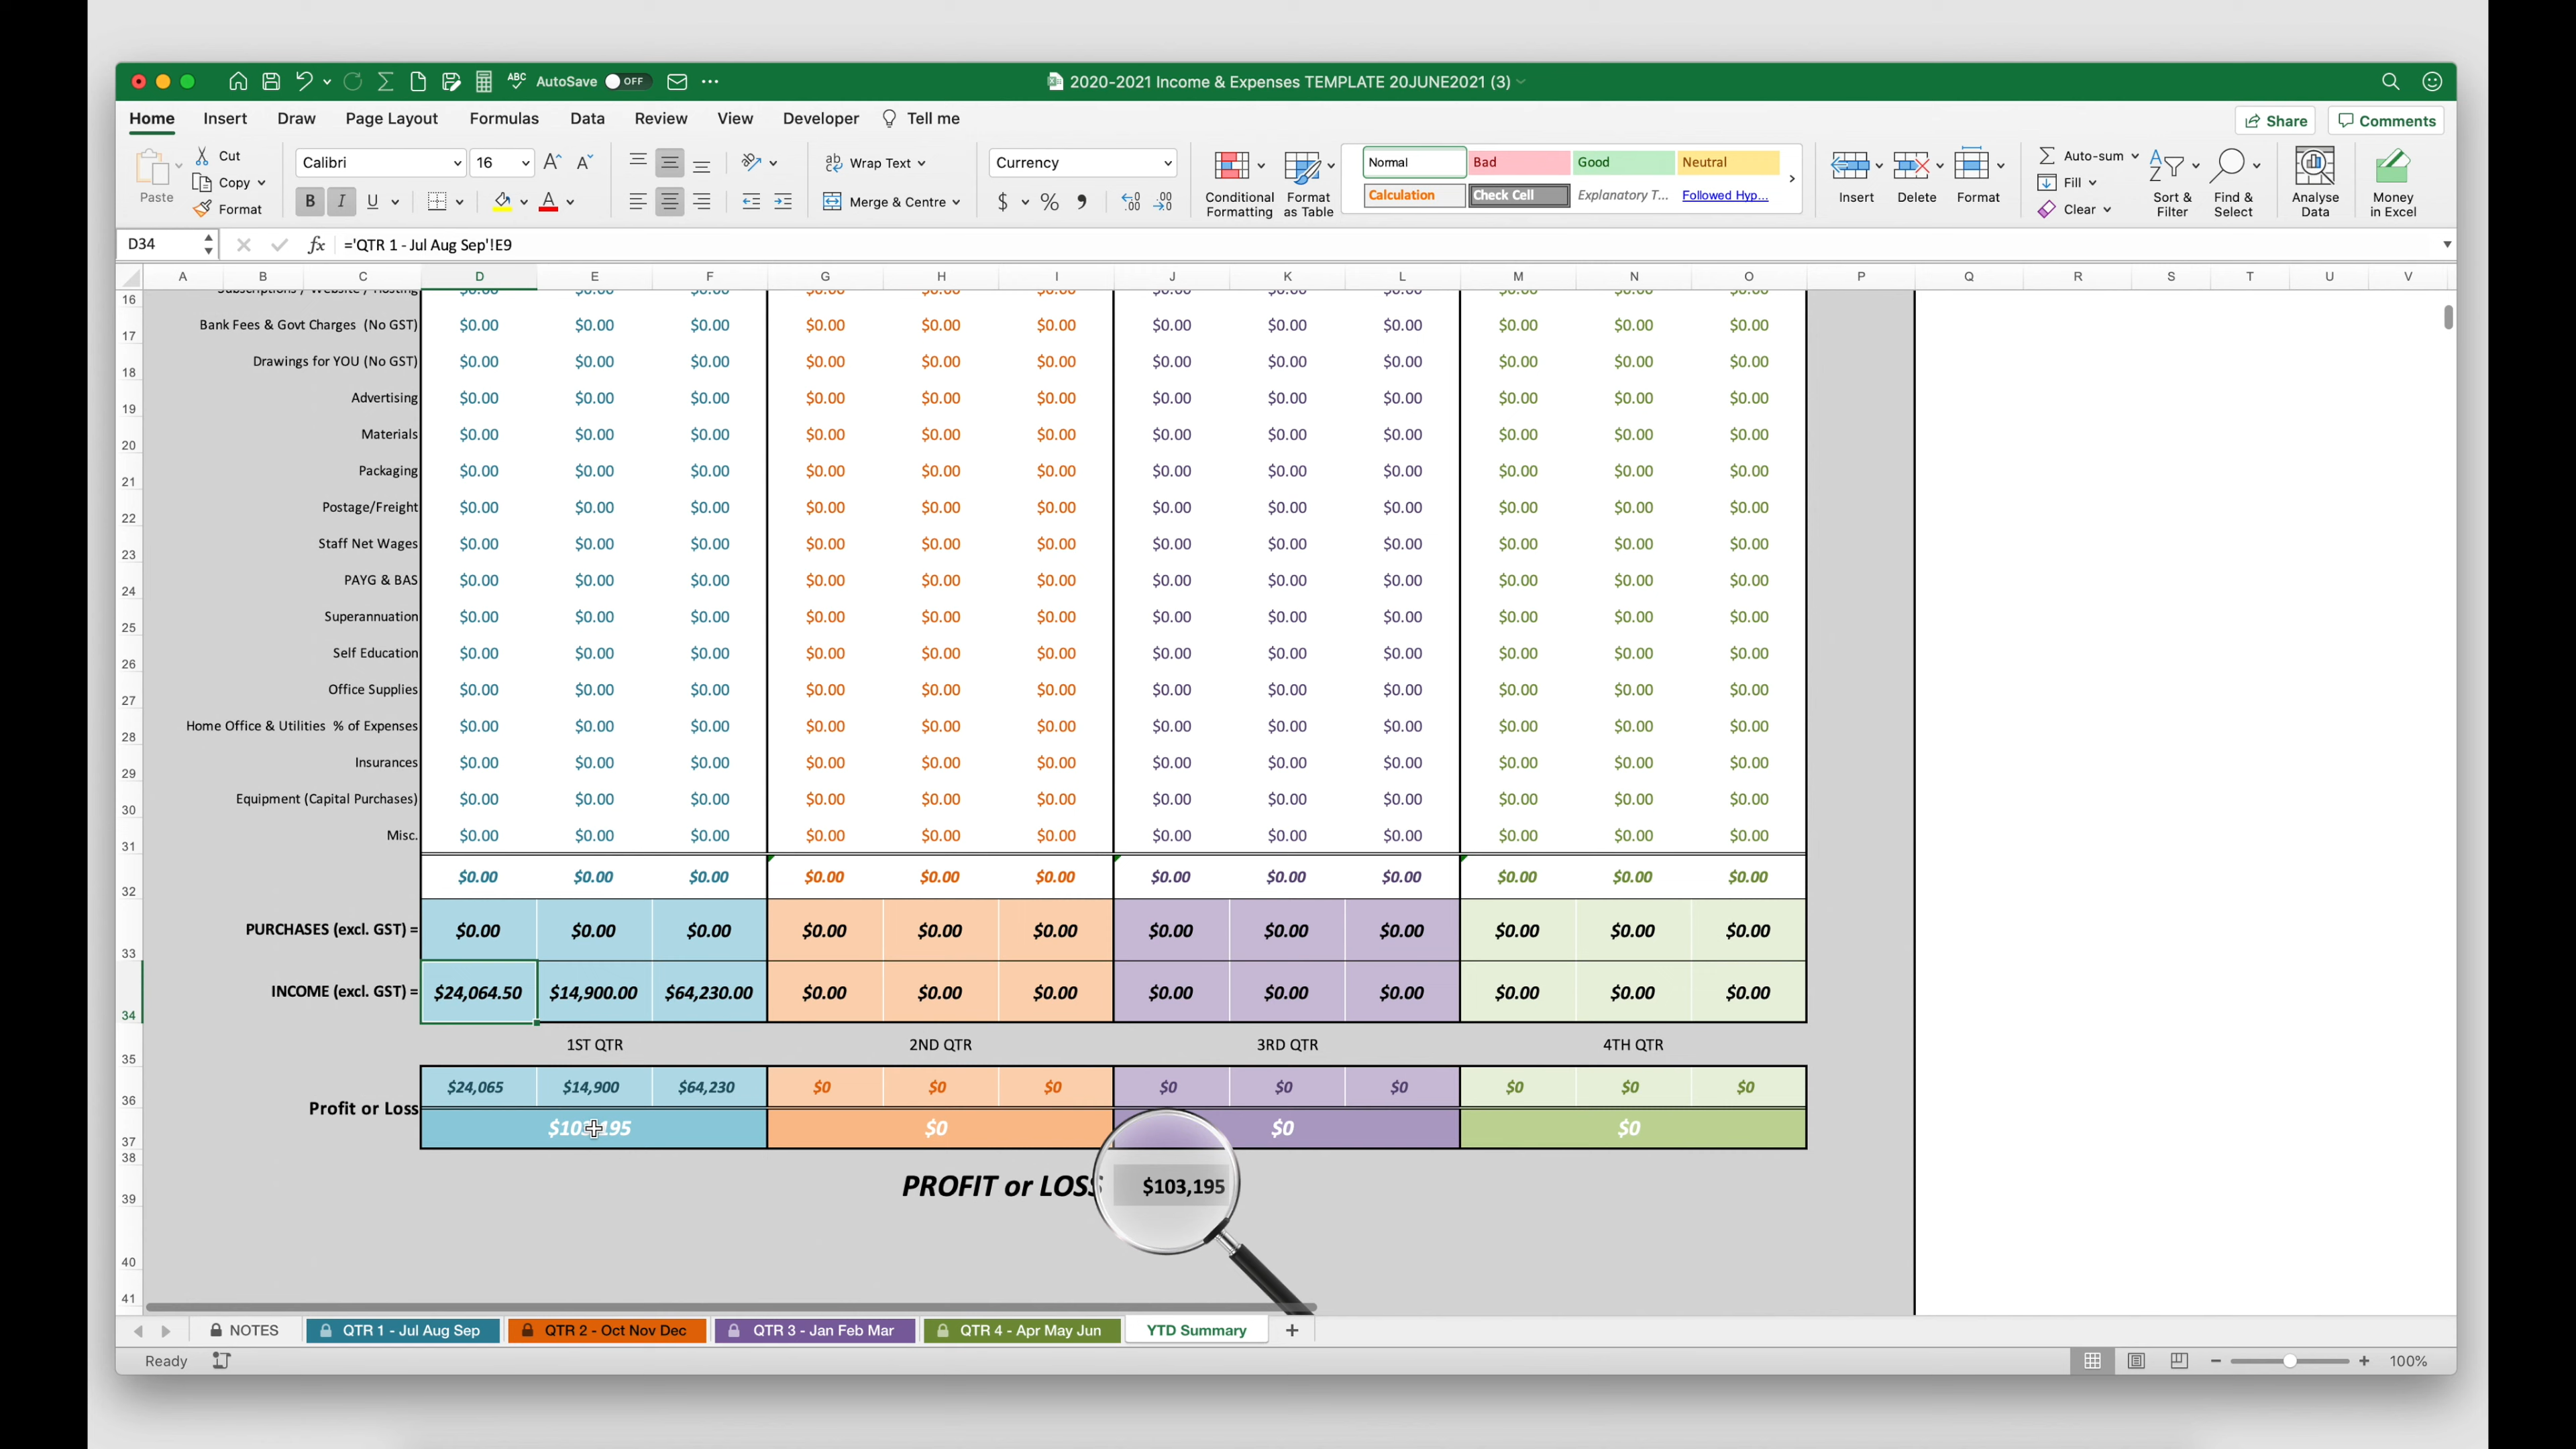 AutoSave OFF
2020-2021 Income & Expenses TEMPLATE 20JUNE2021 (3)
Home Insert Draw Page Layout Formulas Data Review View Developer Tell me Share Comments
Paste Cut Copy Format
Calibri 16
B I U
Wrap Text
Merge & Centre
Currency
$ %
Conditional Formatting
Format as Table
Normal Bad Good Neutral
Calculation Check Cell Explanatory T... Followed Hyp...
Insert Delete Format
Auto-sum
Fill
Clear
Sort & Filter
Find & Select
Analyse Data
Money in Excel
D34 fx ='QTR 1 - Jul Aug Sep'!E9
A B C D E F G H I J K L M N O P Q R S T U V
16 Subscriptions / Website / Hosting $0.00 $0.00 $0.00 $0.00 $0.00 $0.00 $0.00 $0.00 $0.00 $0.00 $0.00 $0.00
17 Bank Fees & Govt Charges (No GST) $0.00 $0.00 $0.00 $0.00 $0.00 $0.00 $0.00 $0.00 $0.00 $0.00 $0.00 $0.00
18 Drawings for YOU (No GST) $0.00 $0.00 $0.00 $0.00 $0.00 $0.00 $0.00 $0.00 $0.00 $0.00 $0.00 $0.00
19 Advertising $0.00 $0.00 $0.00 $0.00 $0.00 $0.00 $0.00 $0.00 $0.00 $0.00 $0.00 $0.00
20 Materials $0.00 $0.00 $0.00 $0.00 $0.00 $0.00 $0.00 $0.00 $0.00 $0.00 $0.00 $0.00
21 Packaging $0.00 $0.00 $0.00 $0.00 $0.00 $0.00 $0.00 $0.00 $0.00 $0.00 $0.00 $0.00
22 Postage/Freight $0.00 $0.00 $0.00 $0.00 $0.00 $0.00 $0.00 $0.00 $0.00 $0.00 $0.00 $0.00
23 Staff Net Wages $0.00 $0.00 $0.00 $0.00 $0.00 $0.00 $0.00 $0.00 $0.00 $0.00 $0.00 $0.00
24 PAYG & BAS $0.00 $0.00 $0.00 $0.00 $0.00 $0.00 $0.00 $0.00 $0.00 $0.00 $0.00 $0.00
25 Superannuation $0.00 $0.00 $0.00 $0.00 $0.00 $0.00 $0.00 $0.00 $0.00 $0.00 $0.00 $0.00
26 Self Education $0.00 $0.00 $0.00 $0.00 $0.00 $0.00 $0.00 $0.00 $0.00 $0.00 $0.00 $0.00
27 Office Supplies $0.00 $0.00 $0.00 $0.00 $0.00 $0.00 $0.00 $0.00 $0.00 $0.00 $0.00 $0.00
28 Home Office & Utilities % of Expenses $0.00 $0.00 $0.00 $0.00 $0.00 $0.00 $0.00 $0.00 $0.00 $0.00 $0.00 $0.00
29 Insurances $0.00 $0.00 $0.00 $0.00 $0.00 $0.00 $0.00 $0.00 $0.00 $0.00 $0.00 $0.00
30 Equipment (Capital Purchases) $0.00 $0.00 $0.00 $0.00 $0.00 $0.00 $0.00 $0.00 $0.00 $0.00 $0.00 $0.00
31 Misc. $0.00 $0.00 $0.00 $0.00 $0.00 $0.00 $0.00 $0.00 $0.00 $0.00 $0.00 $0.00
32 $0.00 $0.00 $0.00 $0.00 $0.00 $0.00 $0.00 $0.00 $0.00 $0.00 $0.00 $0.00
33 PURCHASES (excl. GST) = $0.00 $0.00 $0.00 $0.00 $0.00 $0.00 $0.00 $0.00 $0.00 $0.00 $0.00 $0.00
34 INCOME (excl. GST) = $24,064.50 $14,900.00 $64,230.00 $0.00 $0.00 $0.00 $0.00 $0.00 $0.00 $0.00 $0.00 $0.00
35 1ST QTR 2ND QTR 3RD QTR 4TH QTR
36 $24,065 $14,900 $64,230 $0 $0 $0 $0 $0 $0 $0 $0 $0
Profit or Loss
37 $103,195 $0 $0 $0
38
39 PROFIT or LOSS $103,195
40
41
NOTES QTR 1 - Jul Aug Sep QTR 2 - Oct Nov Dec QTR 3 - Jan Feb Mar QTR 4 - Apr May Jun YTD Summary +
Ready 100%